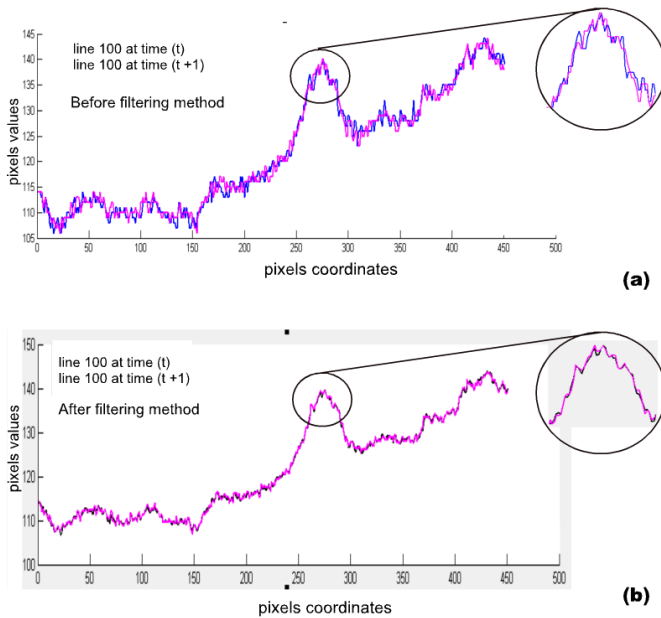 145
140
135
130
125
120
115
110
105
pixels values
line 100 at time (t)
line 100 at time (t +1)
Before filtering method
0 50 100 150 200 250 300 350 400 450 500
pixels coordinates
(a)
150
140
130
120
110
100
pixels values
line 100 at time (t)
line 100 at time (t +1)
After filtering method
0 50 100 150 200 250 300 350 400 450 500
pixels coordinates
(b)